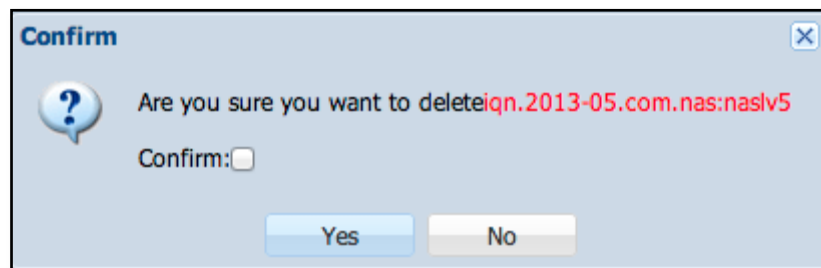 Confirm
Are you sure you want to deleteiqn.2013-05.com.nas:naslv5
Confirm:
Yes No